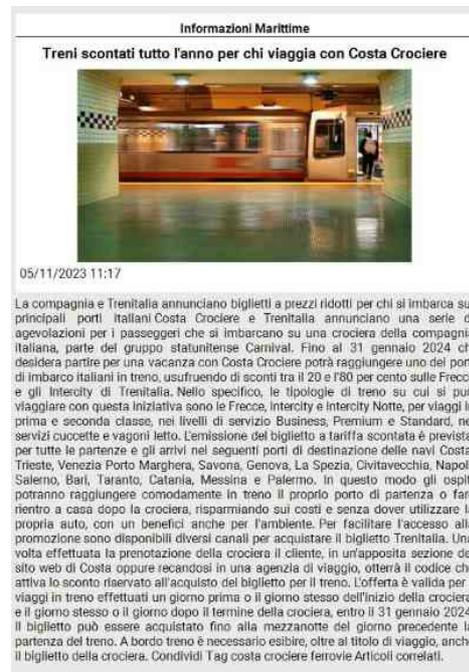 Informazioni Marittime
Treni scontati tutto l'anno per chi viaggia con Costa Crociere
05/11/2023 11:17
La compagnia e Trenitalia annunciano biglietti a prezzi ridotti per chi si imbarca su
principali porti italiani Costa Crociere e Trenitalia annunciano una serie d
agevolazioni per i passeggeri che si imbarcano su una crociera della compagni
italiana, parte del gruppo statunitense Carnival. Fino al 31 gennaio 2024 ch
desidera partire per una vacanza con Costa Crociere potrà raggiungere uno dei port
di imbarco italiani in treno, usufruendo di sconti tra il 20 e l'80 per cento sulle Frecce
e gli Intercity di Trenitalia. Nello specifico, le tipologie di treno su cui si può
viaggiare con questa iniziativa sono le Frecce, Intercity e Intercity Notte, per viaggi in
prima e seconda classe, nei livelli di servizio Business, Premium e Standard, ne
servizi cuccette e vagoni letto. L'emissione del biglietto a tariffa scontata è prevista
per tutte le partenze e gli arrivi nei seguenti porti di destinazione delle navi Costa
Trieste, Venezia Porto Marghera, Savona, Genova, La Spezia, Civitavecchia, Napol
Salerno, Bari, Taranto, Catania, Messina e Palermo. In questo modo gli ospit
potranno raggiungere comodamente in treno il proprio porto di partenza o fare
rientro a casa dopo la crociera, risparmiando sui costi e senza dover utilizzare la
propria auto, con un benefici anche per l'ambiente. Per facilitare l'accesso alla
promozione sono disponibili diversi canali per acquistare il biglietto Trenitalia. Una
volta effettuata la prenotazione della crociera il cliente, in un'apposita sezione de
sito web di Costa oppure recandosi in una agenzia di viaggio, otterrà il codice che
attiva lo sconto riservato all'acquisto del biglietto per il treno. L'offerta è valida per
viaggi in treno effettuati un giorno prima o il giorno stesso dell'inizio della crociera
e il giorno stesso o il giorno dopo il termine della crociera, entro il 31 gennaio 2024
Il biglietto può essere acquistato fino alla mezzanotte del giorno precedente la
partenza del treno. A bordo treno è necessario esibire, oltre al titolo di viaggio, anche
il biglietto della crociera. Condividi Tag costa crociere ferrovie Articoli correlati.